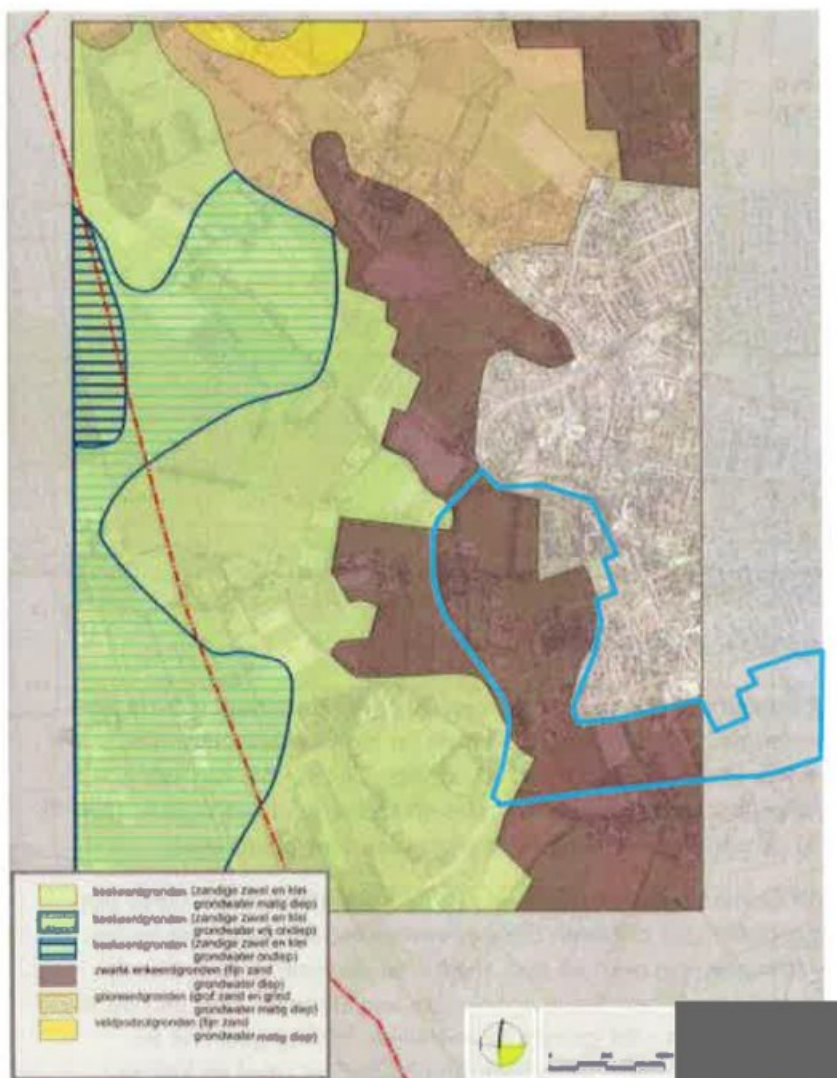 beekeerdgronden (zandige zavel en klei
grondwater matig diep)
beekeerdgronden (zandige zavel en klei
grondwater vrij ondiep)
beekeerdgronden (zandige zavel en klei
grondwater ondiep)
zwarte enkeerdgronden (fijn zand
grondwater diep)
gooreerdgronden (grof zand en grind
grondwater matig diep)
veldpodzolgronden (fijn zand
grondwater matig diep)